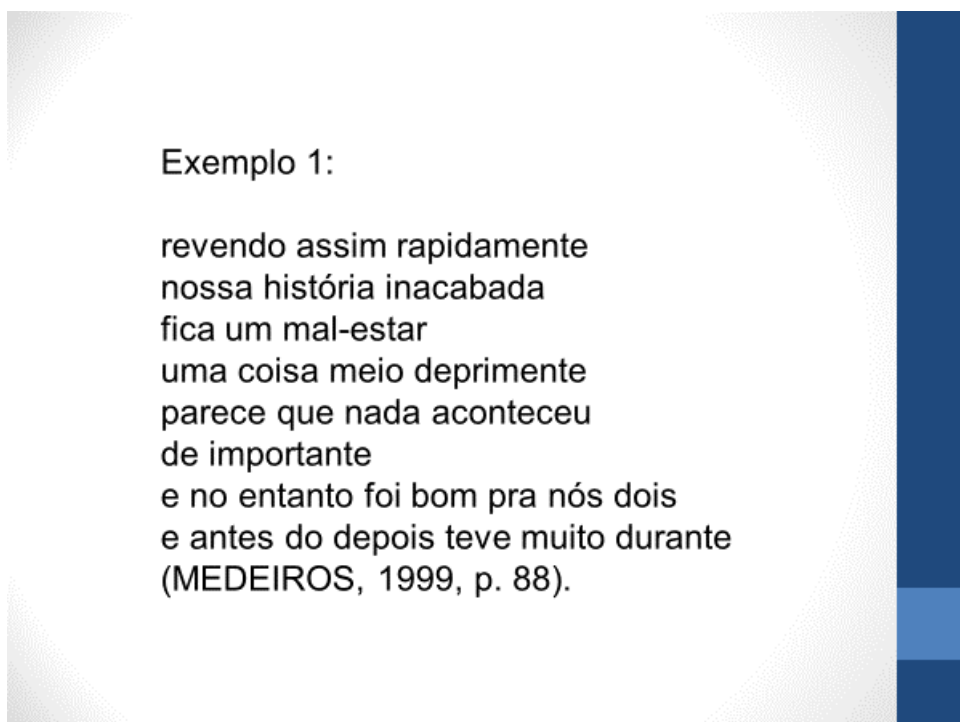 Exemplo 1:
revendo assim rapidamente
nossa história inacabada
fica um mal-estar
uma coisa meio deprimente
parece que nada aconteceu
de importante
e no entanto foi bom pra nós dois
e antes do depois teve muito durante
(MEDEIROS, 1999, p. 88).